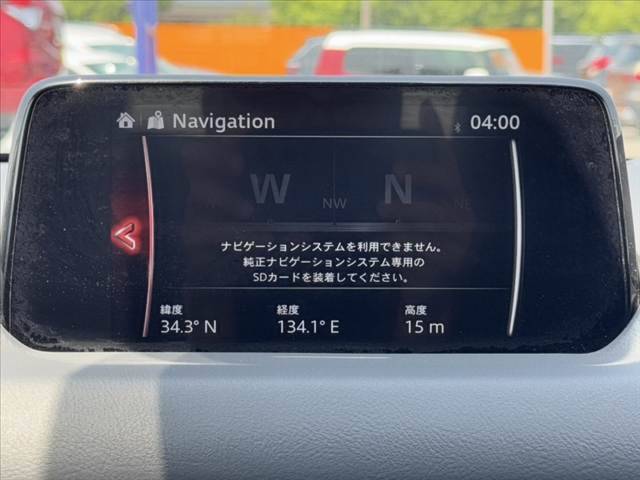 Navigation
04:00
W N
NW
NE
ナビゲーションシステムを利用できません。
純正ナビゲーションシステム専用の
SDカードを装着してください。
緯度 経度 高度
34.3° N 134.1° E 15 m